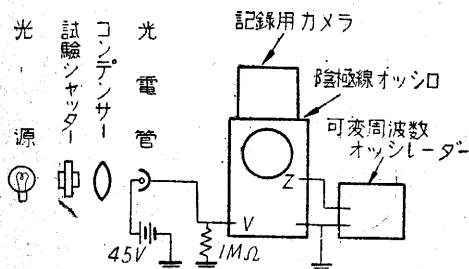 光源
試験シャッター
コンデンサー
光電管
記録用カメラ
陰極線オッシロ
可変周波数
オッシレーダー
Z
V
45V
1MΩ